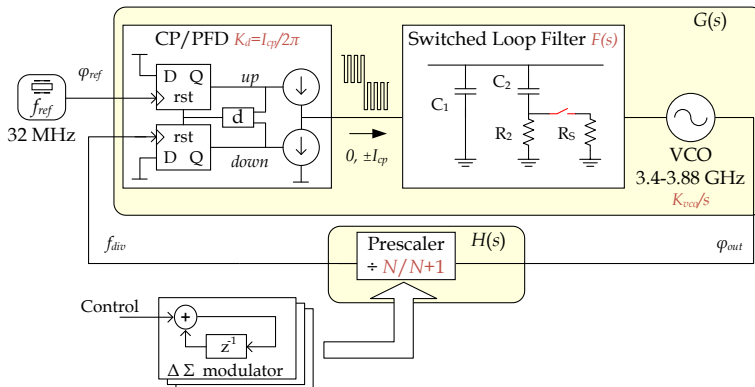 G(s)
CP/PFD K_d=I_cp/2π
Switched Loop Filter F(s)
φ_ref
D Q
rst
up
d
rst
D Q
down
f_ref
32 MHz
0, ±I_cp
C_1
C_2
R_2
R_S
VCO
3.4-3.88 GHz
K_vco/s
f_div
H(s)
Prescaler
÷ N/N+1
φ_out
Control
+
z^-1
Δ Σ modulator